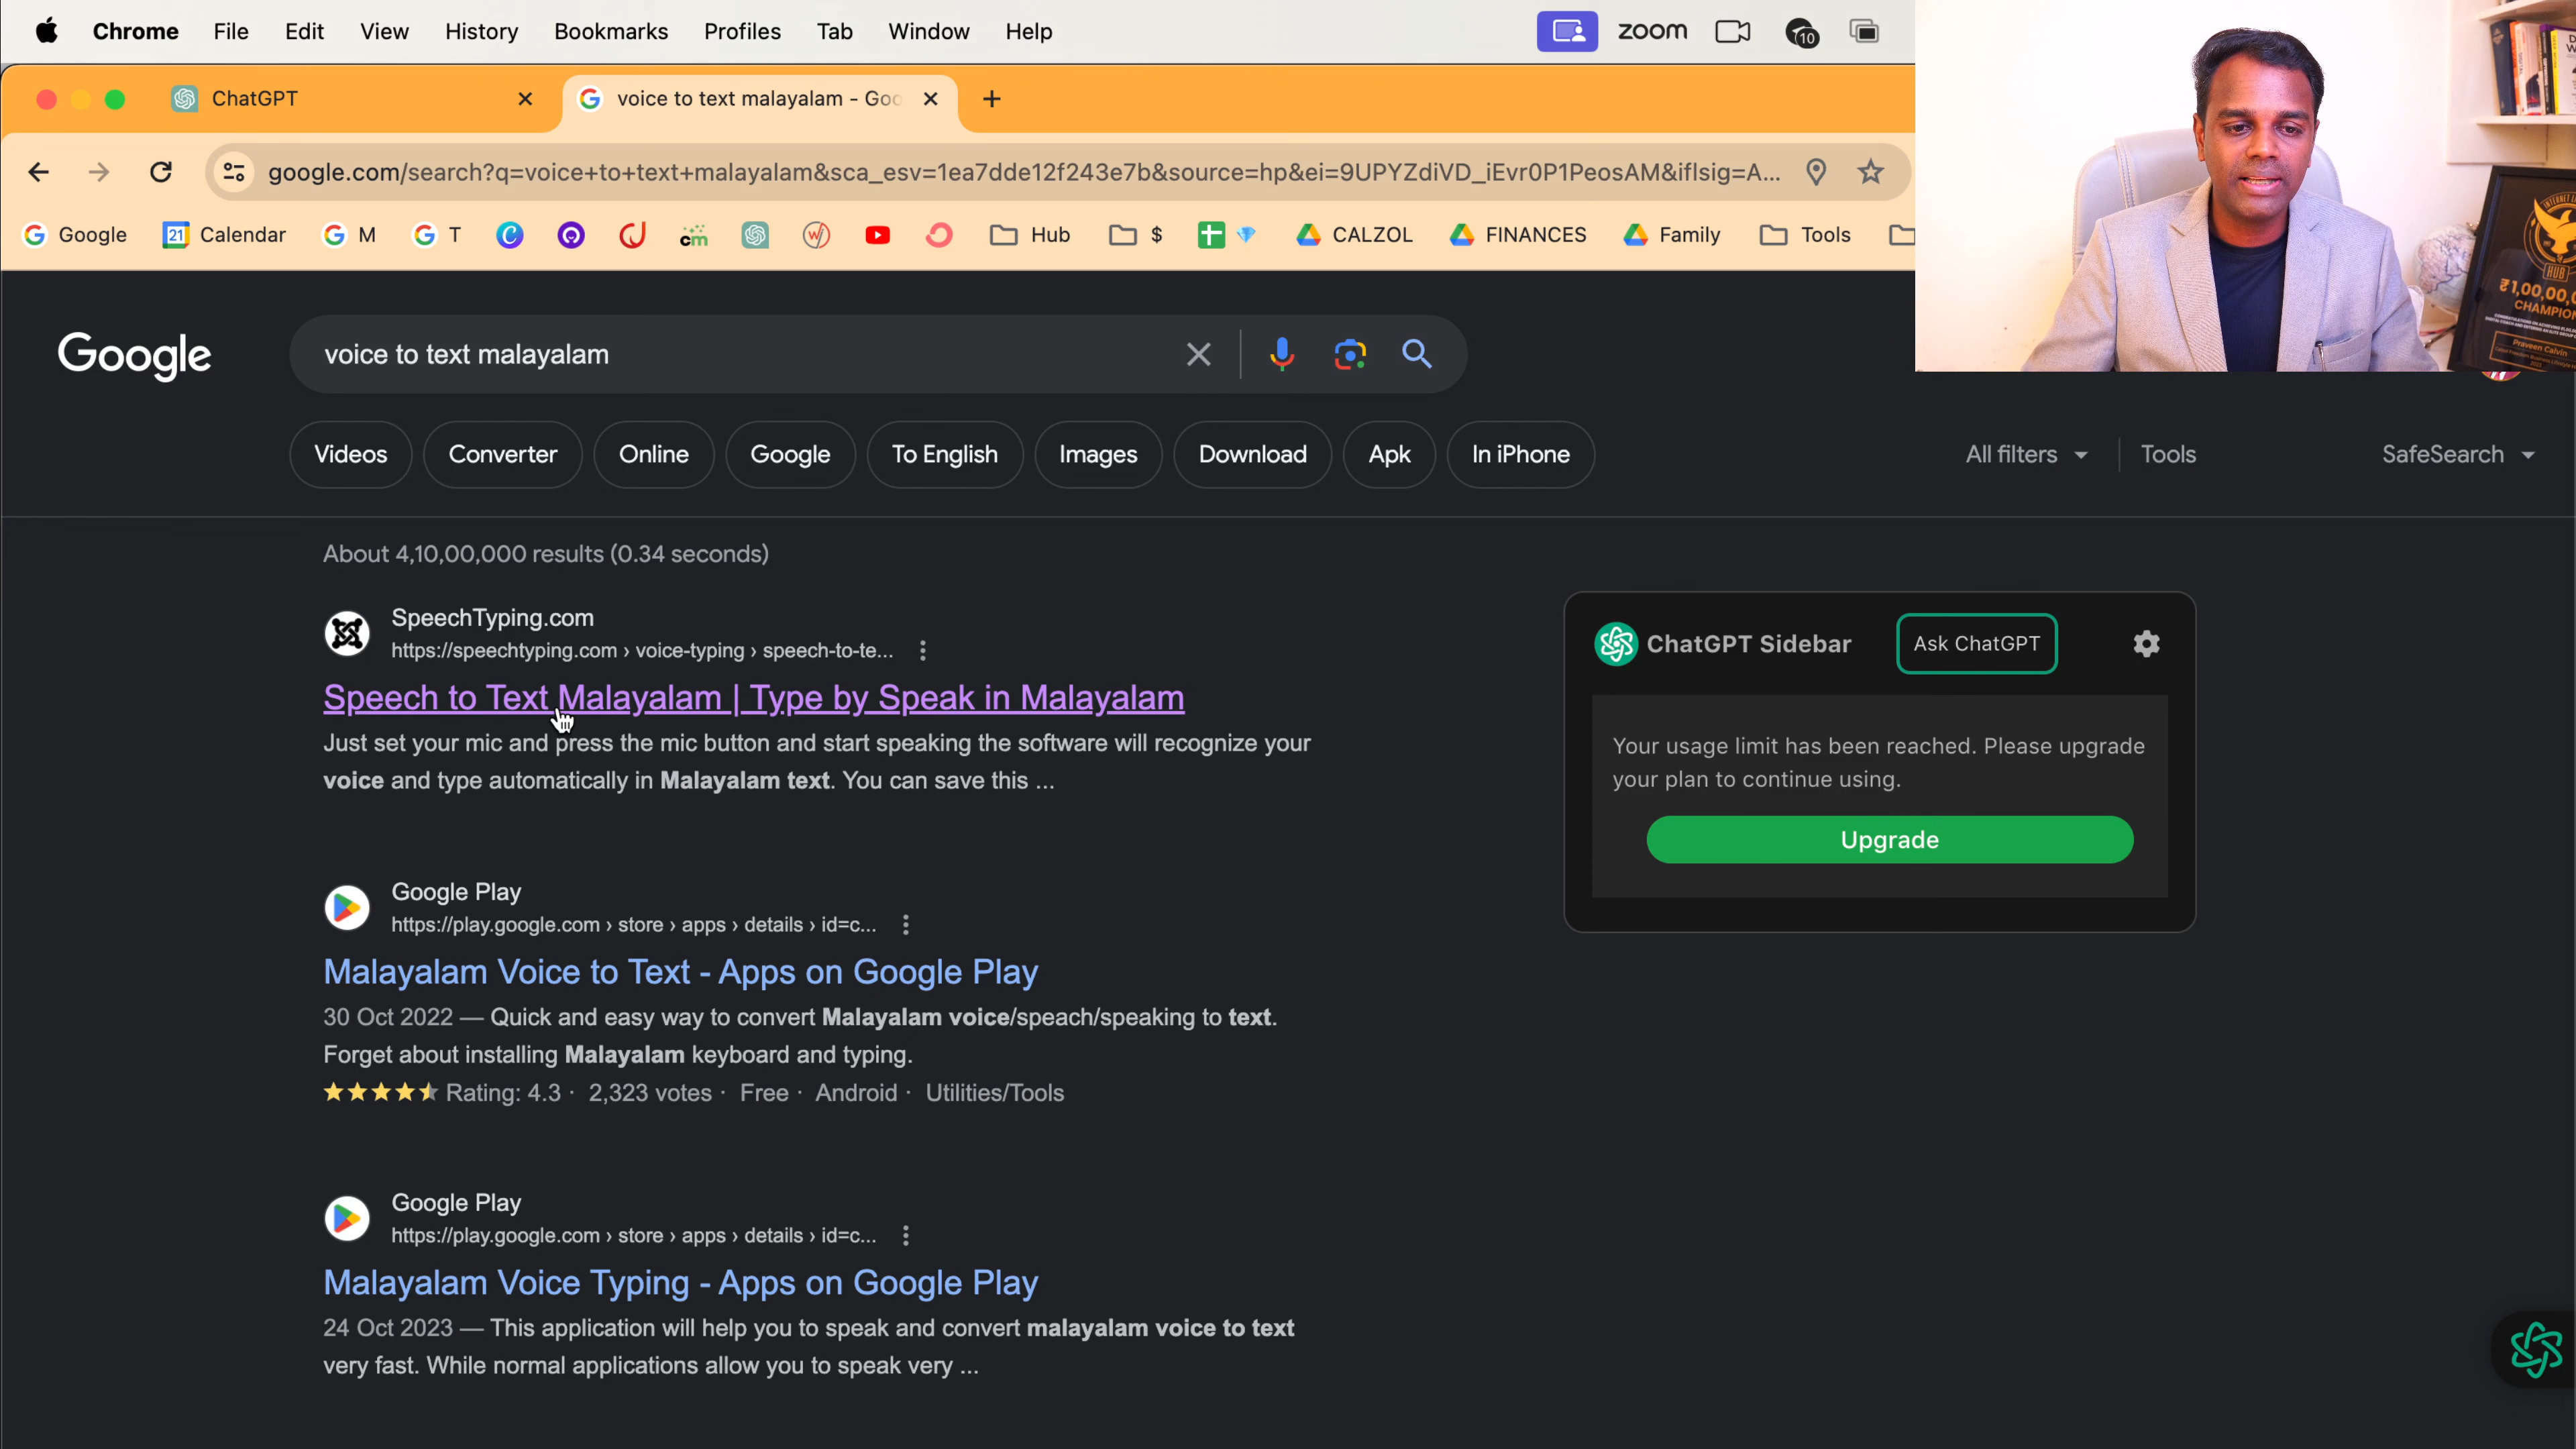 Chrome File Edit View History Bookmarks Profiles Tab Window Help zoom 10
ChatGPT
voice to text malayalam - Goo
google.com/search?q=voice+to+text+malayalam&sca_esv=1ea7dde12f243e7b&source=hp&ei=9UPYZdiVD_iEvr0P1PeosAM&iflsig=A...
Google 21 Calendar M T cm Hub $ CALZOL FINANCES Family Tools
HUB
₹1,00,00,0
CHAMPION
Praveen Calvin
Google
voice to text malayalam
Videos Converter Online Google To English Images Download Apk In iPhone All filters Tools SafeSearch
About 4,10,00,000 results (0.34 seconds)
SpeechTyping.com
https://speechtyping.com › voice-typing › speech-to-te...
Speech to Text Malayalam | Type by Speak in Malayalam
Just set your mic and press the mic button and start speaking the software will recognize your
voice and type automatically in Malayalam text. You can save this ...
ChatGPT Sidebar Ask ChatGPT
Your usage limit has been reached. Please upgrade
your plan to continue using.
Upgrade
Google Play
https://play.google.com › store › apps › details › id=c...
Malayalam Voice to Text - Apps on Google Play
30 Oct 2022 — Quick and easy way to convert Malayalam voice/speach/speaking to text.
Forget about installing Malayalam keyboard and typing.
Rating: 4.3 · 2,323 votes · Free · Android · Utilities/Tools
Google Play
https://play.google.com › store › apps › details › id=c...
Malayalam Voice Typing - Apps on Google Play
24 Oct 2023 — This application will help you to speak and convert malayalam voice to text
very fast. While normal applications allow you to speak very ...